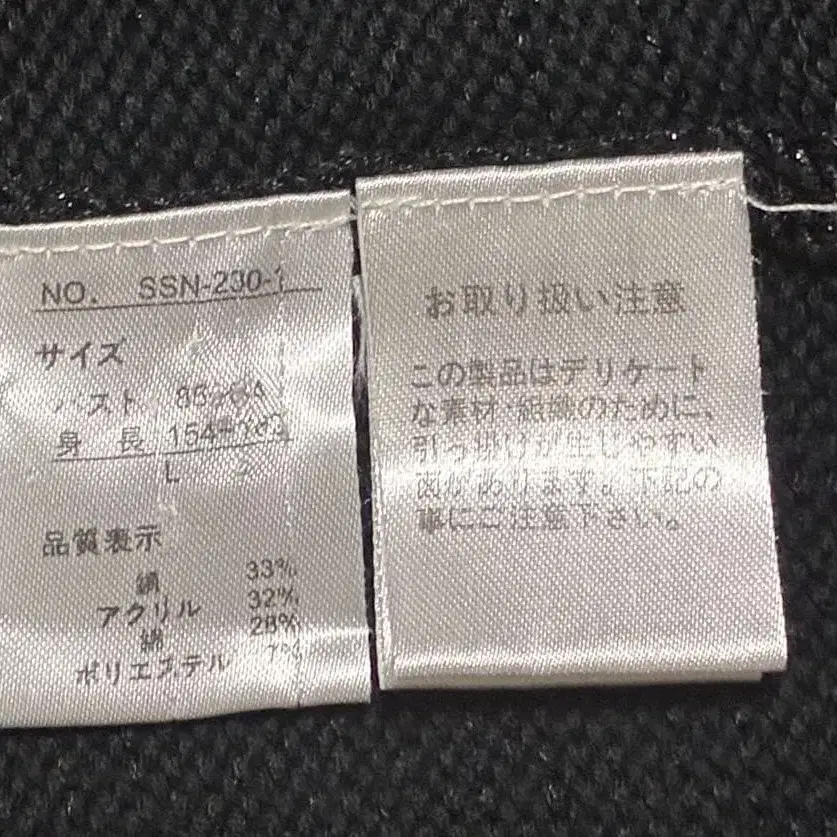 NO. SSN-230-1
サイズ
バスト
身長 154-162
L
品質表示
絹 33%
アクリル 32%
綿 28%
ポリエステル 7%
お取り扱い注意
この製品はデリケート
な素材・組織のために、
引っ掛けが生じやすい
面があります。下記の
事にご注意下さい。